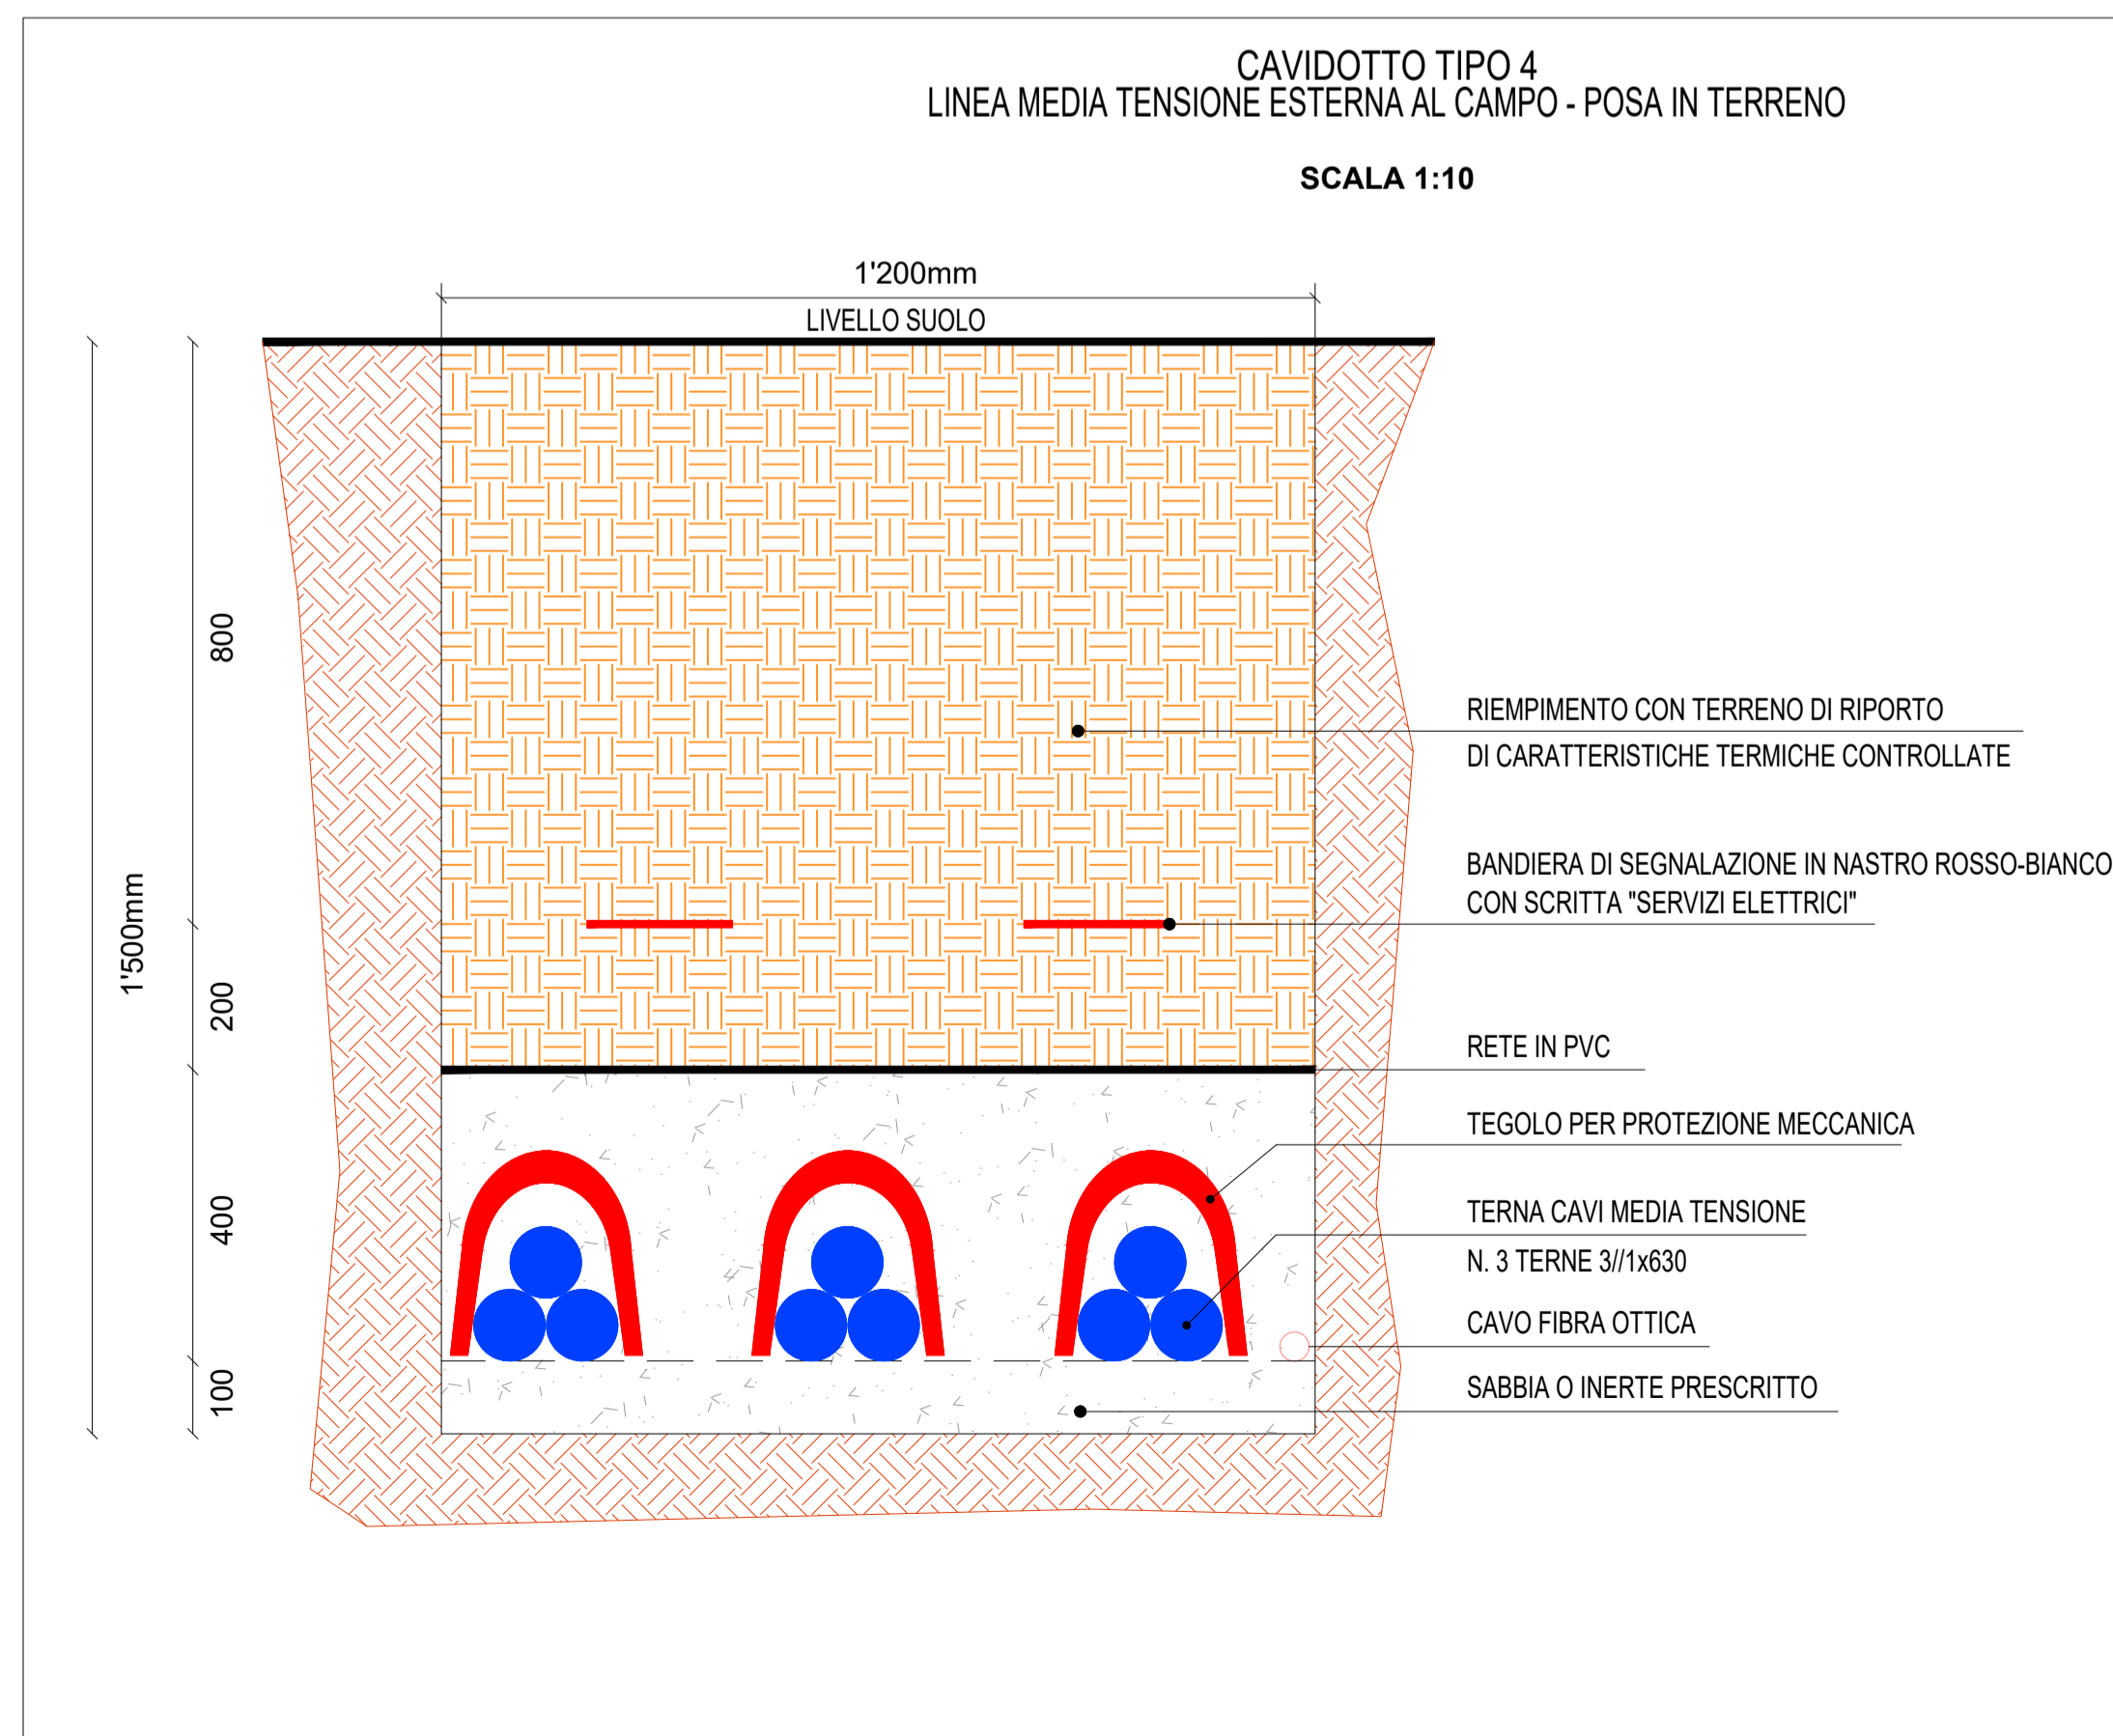 CAVIDOTTO TIPO 4
LINEA MEDIA TENSIONE ESTERNA AL CAMPO - POSA IN TERRENO
SCALA 1:10
1'200mm
LIVELLO SUOLO
800
RIEMPIMENTO CON TERRENO DI RIPORTO
DI CARATTERISTICHE TERMICHE CONTROLLATE
BANDIERA DI SEGNALAZIONE IN NASTRO ROSSO-BIANCO
CON SCRITTA "SERVIZI ELETTRICI"
1'500mm
200
RETE IN PVC
TEGOLO PER PROTEZIONE MECCANICA
400
TERNA CAVI MEDIA TENSIONE
N. 3 TERNE 3//1x630
CAVO FIBRA OTTICA
100
SABBIA O INERTE PRESCRITTO